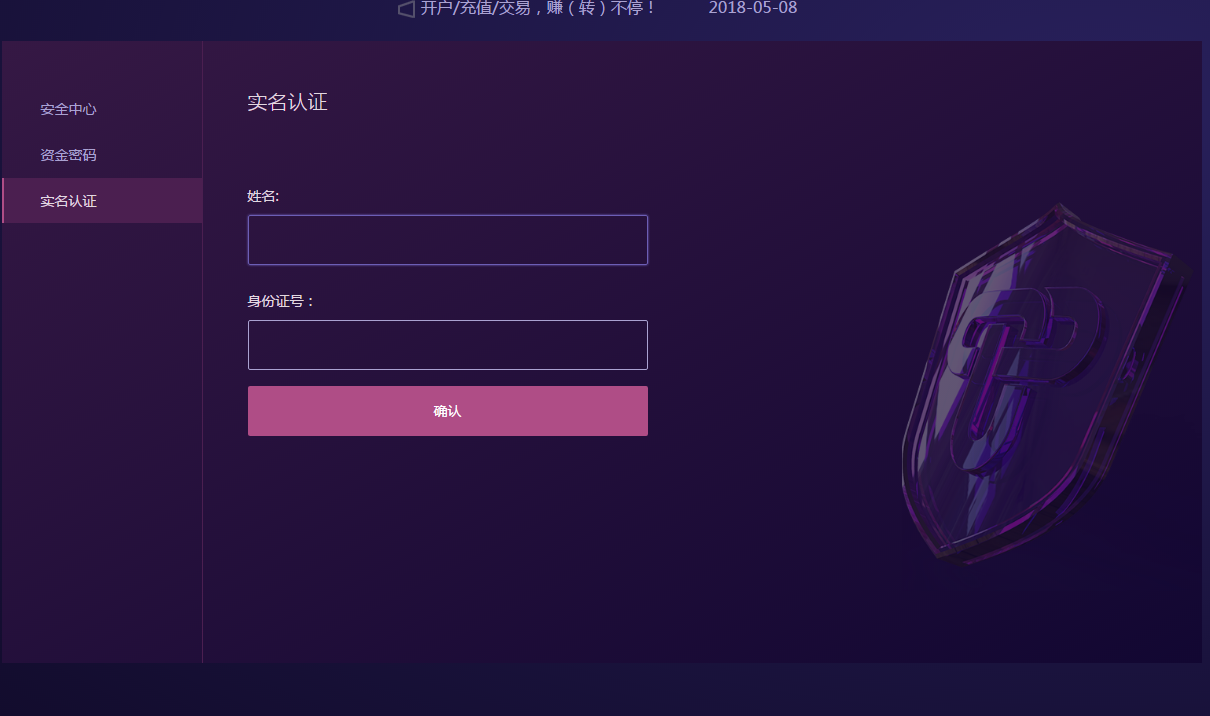 开户/充值/交易，赚（转）不停！ 2018-05-08
安全中心
资金密码
实名认证
实名认证
姓名:
身份证号：
确认